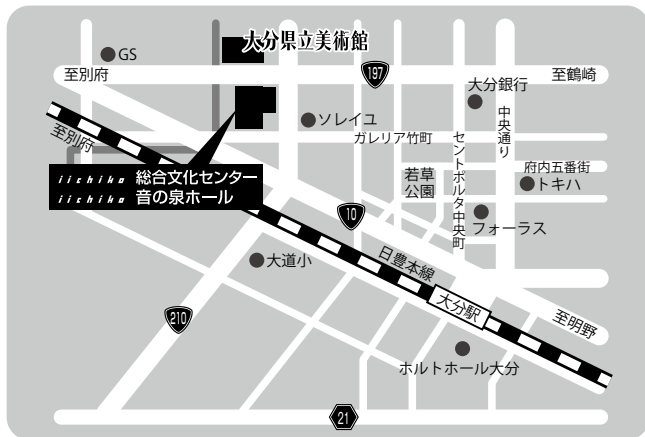 大分県立美術館
GS
至別府
197
至鶴崎
大分銀行
中央通り
ソレイユ
ガレリア竹町
セントポルタ中央町
府内五番街
トキハ
若草
公園
フォーラス
至別府
iichiko 総合文化センター
iichiko 音の泉ホール
10
日豊本線
大道小
大分駅
210
至明野
ホルトホール大分
21